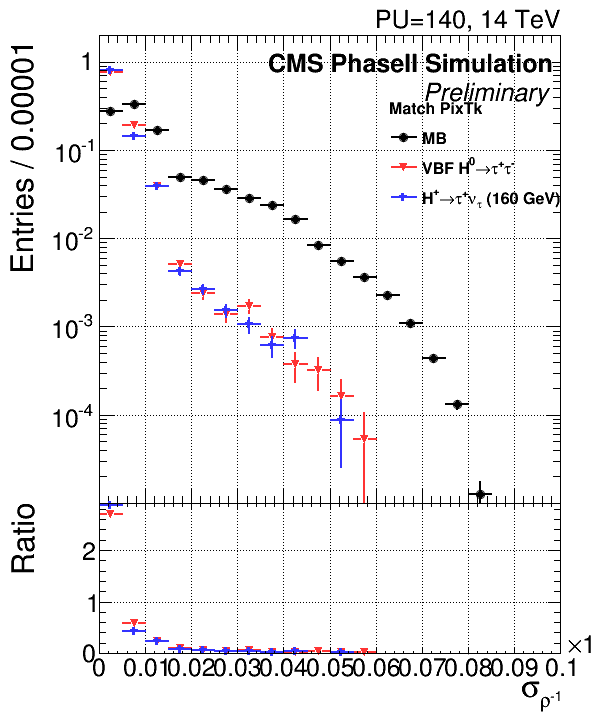 PU=140, 14 TeV
CMS PhaseII Simulation
Preliminary
Match PixTk
MB
VBF H⁰→τ⁺τ⁻
H⁺→τ⁺ν_τ (160 GeV)
Entries / 0.00001
1
10⁻¹
10⁻²
10⁻³
10⁻⁴
Ratio
2
1
0
0 0.01 0.02 0.03 0.04 0.05 0.06 0.07 0.08 0.09 0.1
×1
σ_ρ⁻¹